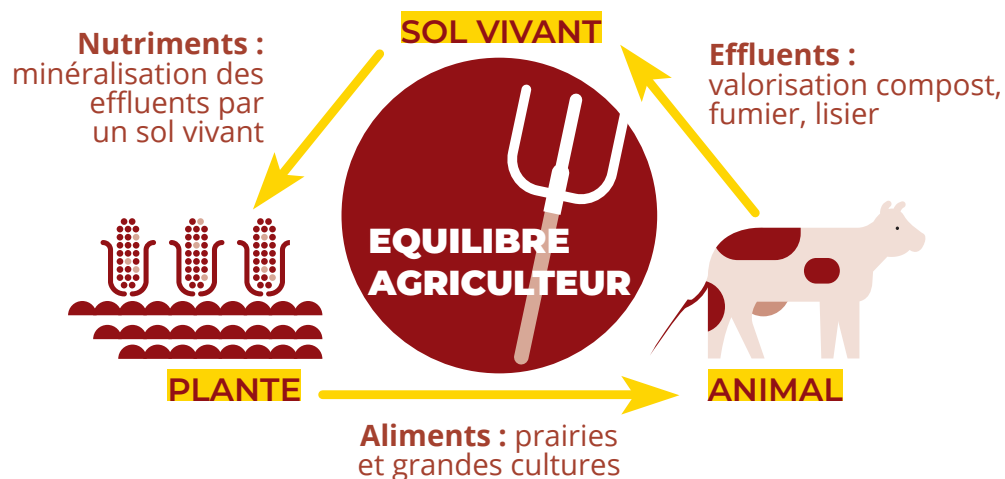 SOL VIVANT
Nutriments :
minéralisation des
effluents par
un sol vivant
Effluents :
valorisation compost,
fumier, lisier
EQUILIBRE
AGRICULTEUR
PLANTE
ANIMAL
Aliments : prairies
et grandes cultures